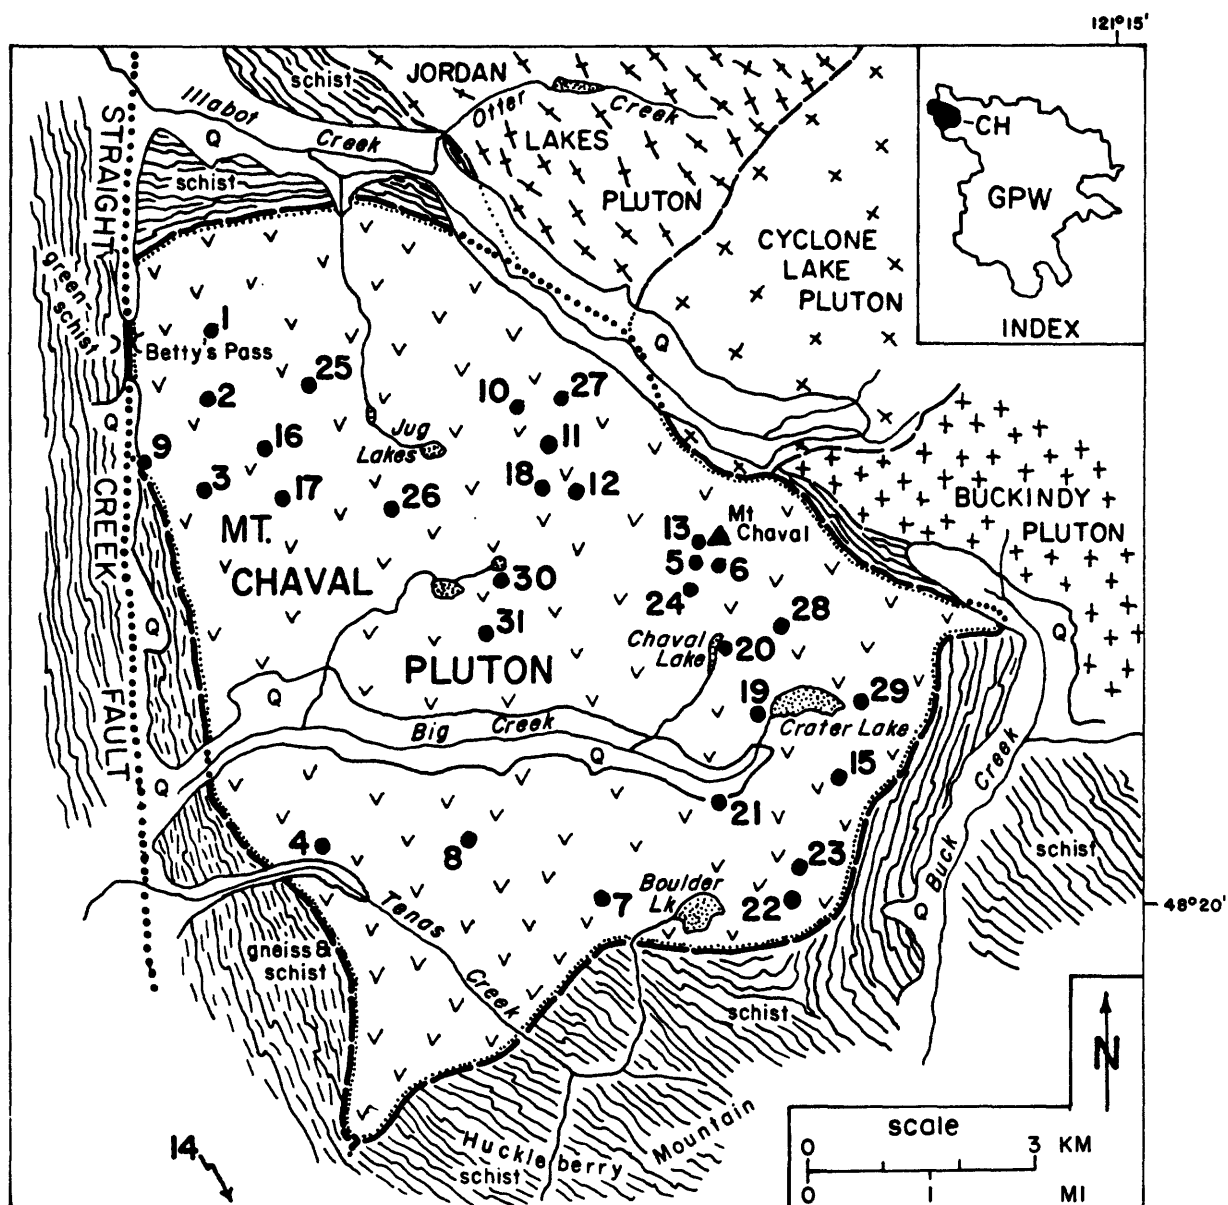 121°15'
JORDAN
schist
Illabot
Creek
Otter
Creek
LAKES
PLUTON
CH
GPW
INDEX
Q
schist
STRAIGHT
CREEK
FAULT
green-
schist
CYCLONE
LAKE
PLUTON
1
Betty's Pass
Q
25
2
10
27
Q
16
Jug
Lakes
11
9
3
17
26
18
12
BUCKINDY
PLUTON
MT.
CHAVAL
PLUTON
13
Mt
Chaval
5
6
24
30
28
Q
31
Chaval
Lake
20
Q
Q
19
29
Crater Lake
Big
Creek
Q
Q
15
21
Buck
Creek
schist
4
8
23
7
Boulder
Lk
22
Q
48°20'
Tenas
Creek
gneiss &
schist
schist
N
Huckleberry
Mountain
schist
14
scale
0
3 KM
0
1
MI
?